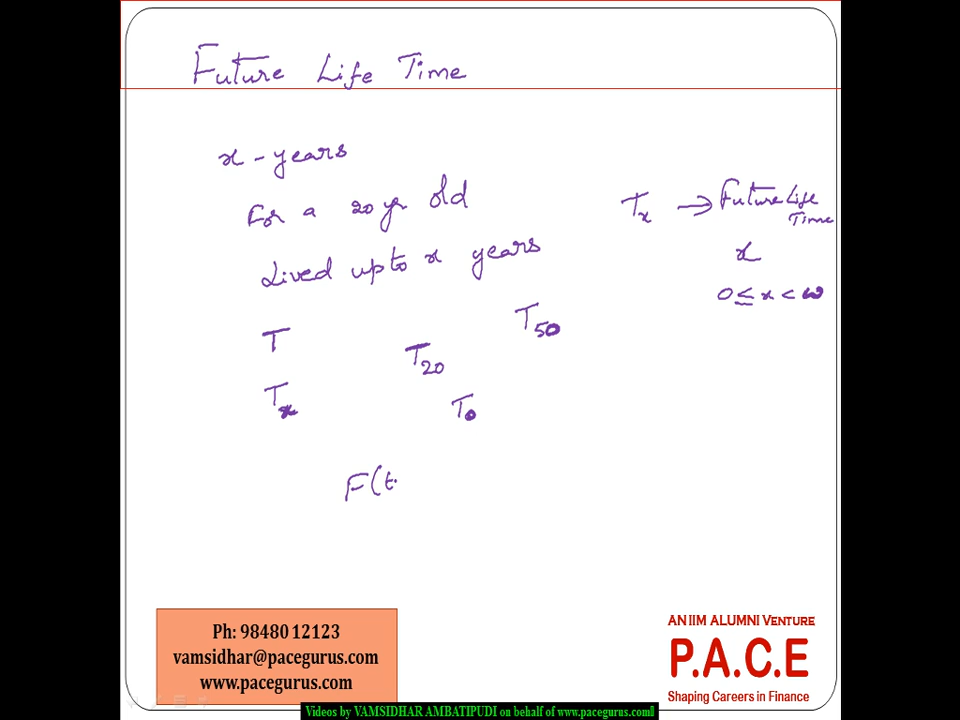 Future Life Time
x - years
For a 20 yr old
Lived upto x years
T
T₂₀
T₅₀
Tₓ
T₀
F(t
Tₓ → Future Life Time
x
0 ≤ x < ω
Ph: 9848012123
vamsidhar@pacegurus.com
www.pacegurus.com
AN IIM ALUMNI VENTURE
P.A.C.E
Shaping Careers in Finance
Videos by VAMSIDHAR AMBATIPUDI on behalf of www.pacegurus.com